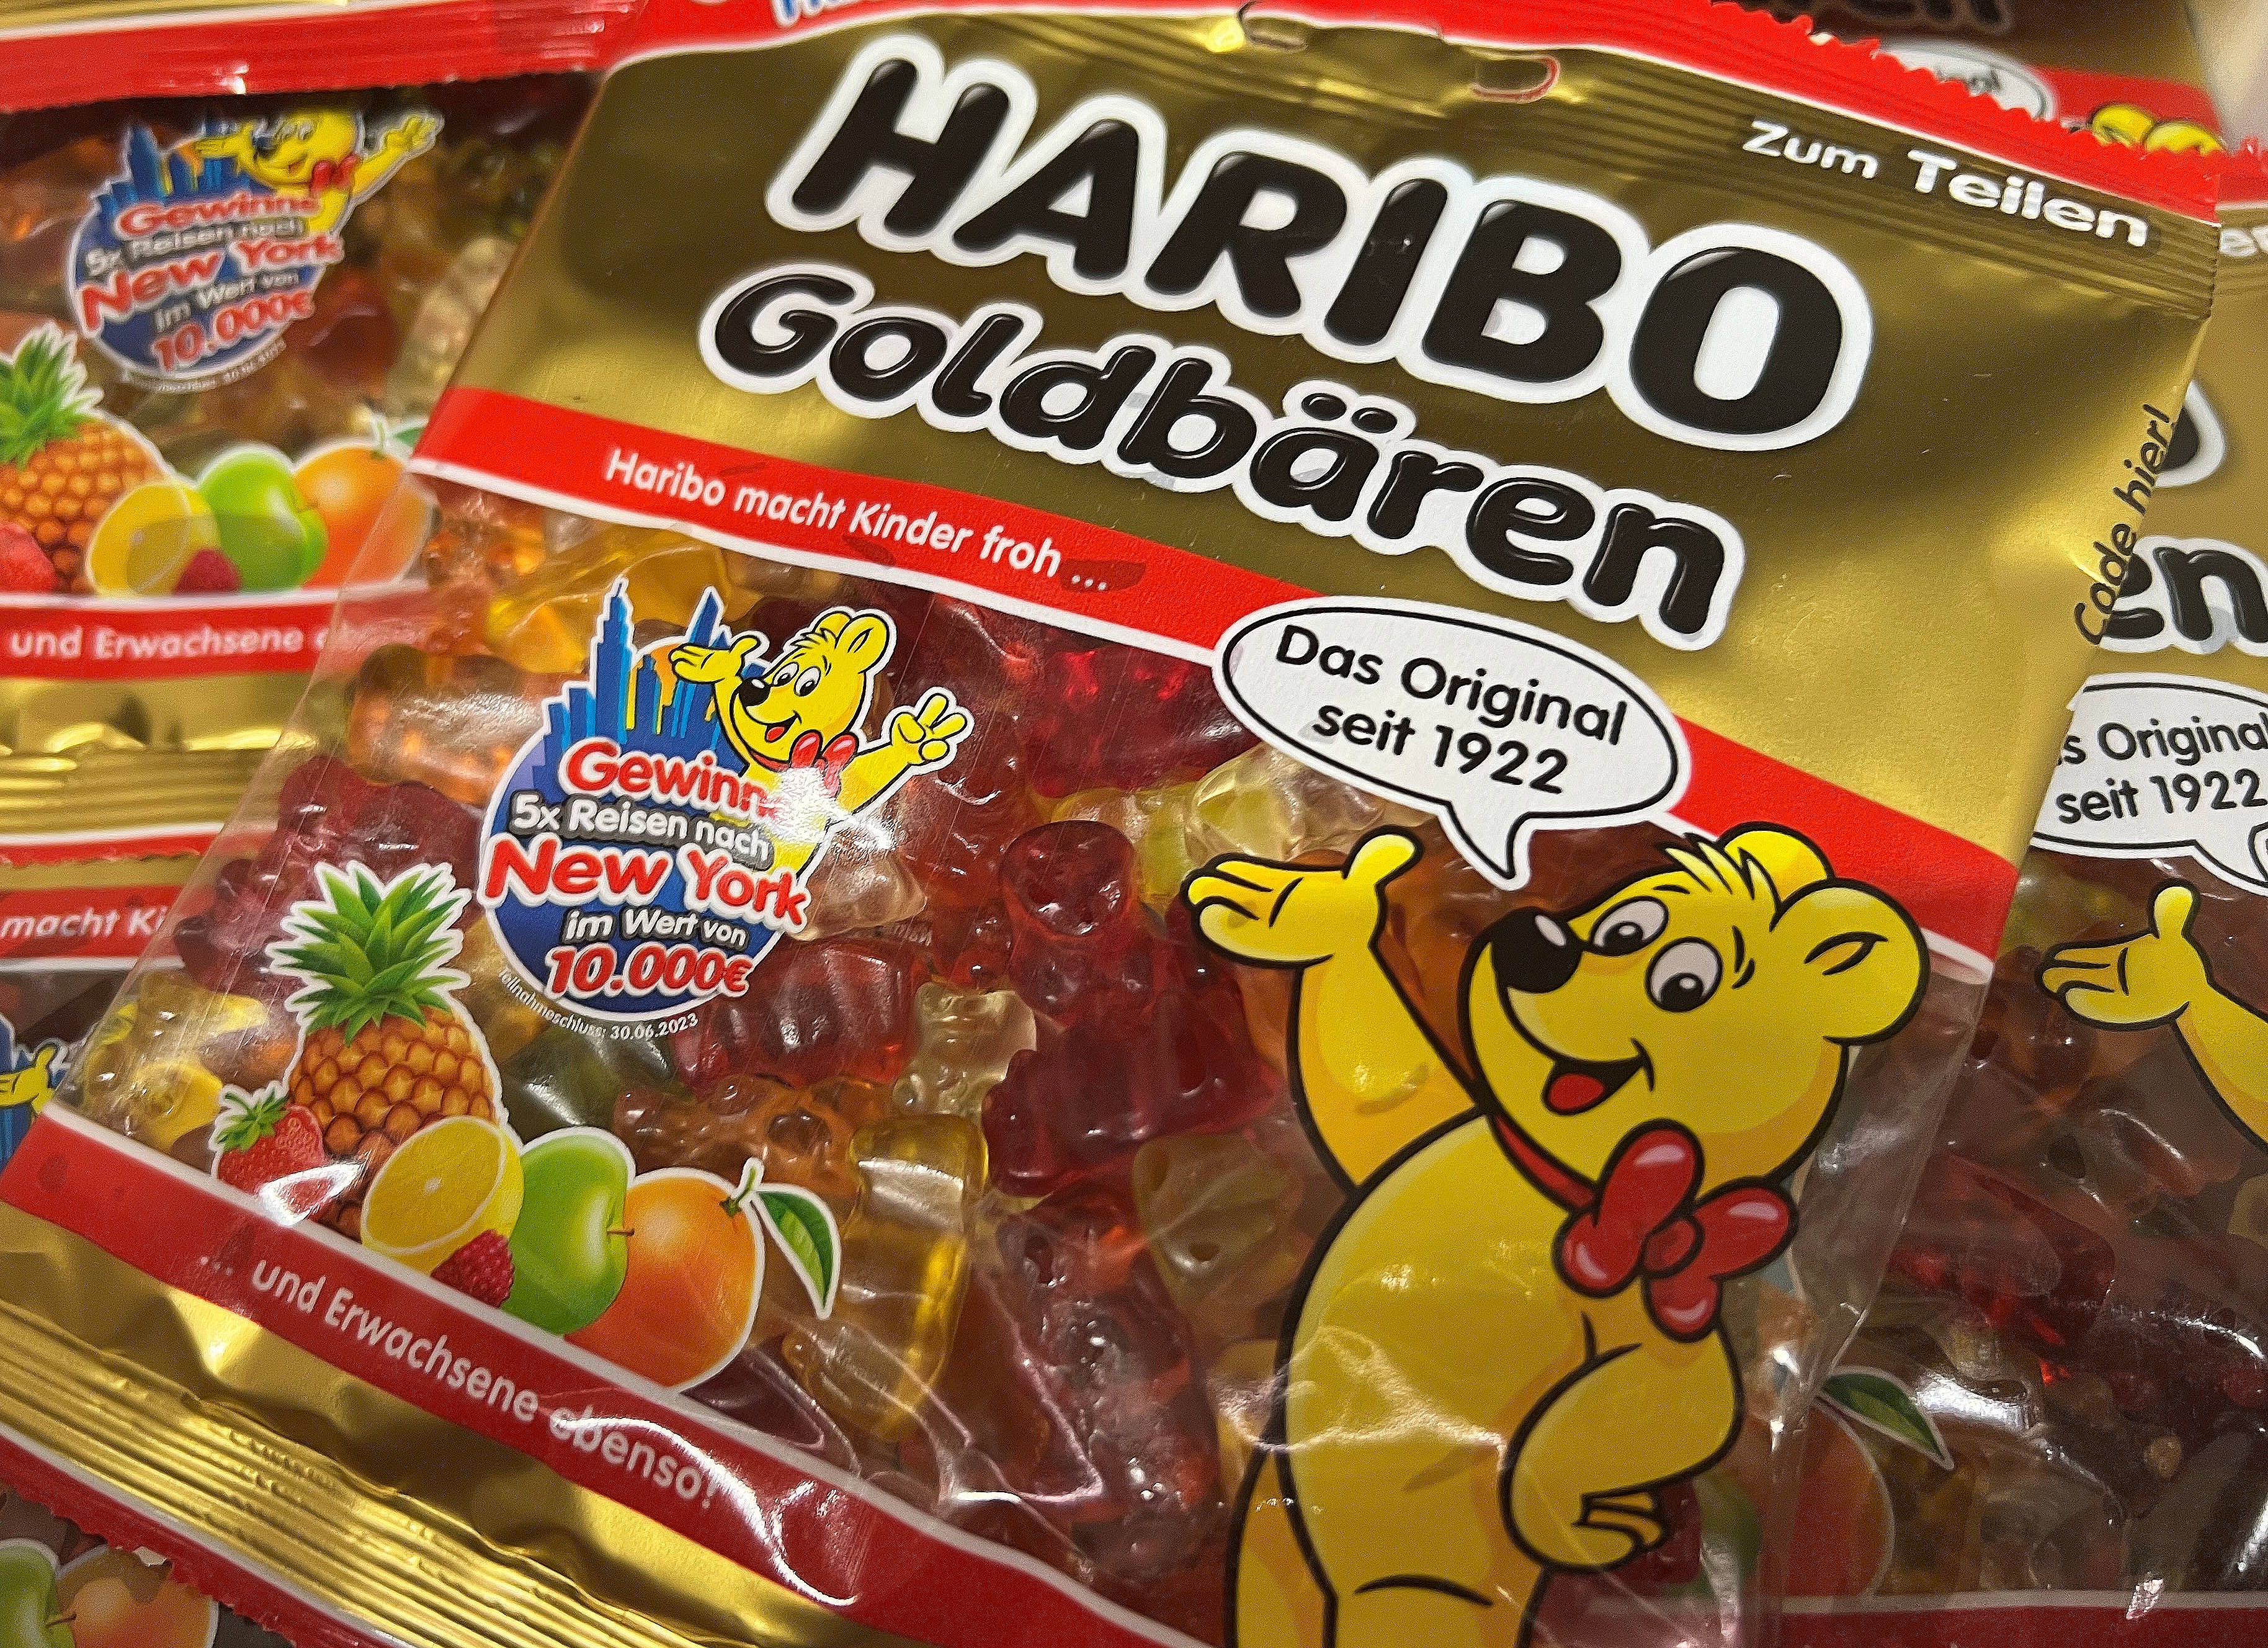 Zum Teilen
HARIBO
Goldbären
Haribo macht Kinder froh ...
Das Original
seit 1922
Code hier!
Gewinne
5x Reisen nach
New York
im Wert von
10.000€
Teilnahmeschluss: 30.06.2023
... und Erwachsene ebenso!
Gewinne
5x Reisen nach
New York
im Wert von
10.000€
und Erwachsene
macht Ki
en
s Original
seit 1922